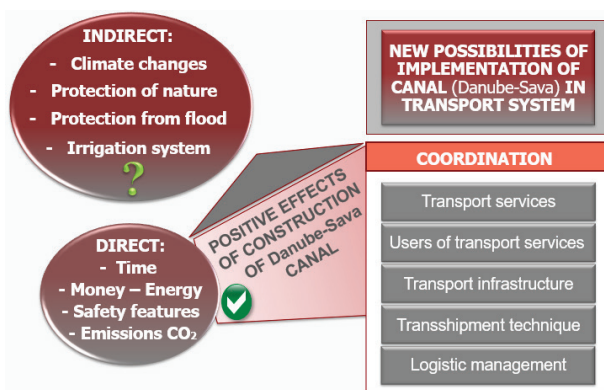 INDIRECT:
- Climate changes
- Protection of nature
- Protection from flood
- Irrigation system
?
DIRECT:
- Time
- Money – Energy
- Safety features
- Emissions CO₂
POSITIVE EFFECTS
OF CONSTRUCTION
OF Danube-Sava
CANAL
NEW POSSIBILITIES OF
IMPLEMENTATION OF
CANAL (Danube-Sava) IN
TRANSPORT SYSTEM
COORDINATION
Transport services
Users of transport services
Transport infrastructure
Transshipment technique
Logistic management